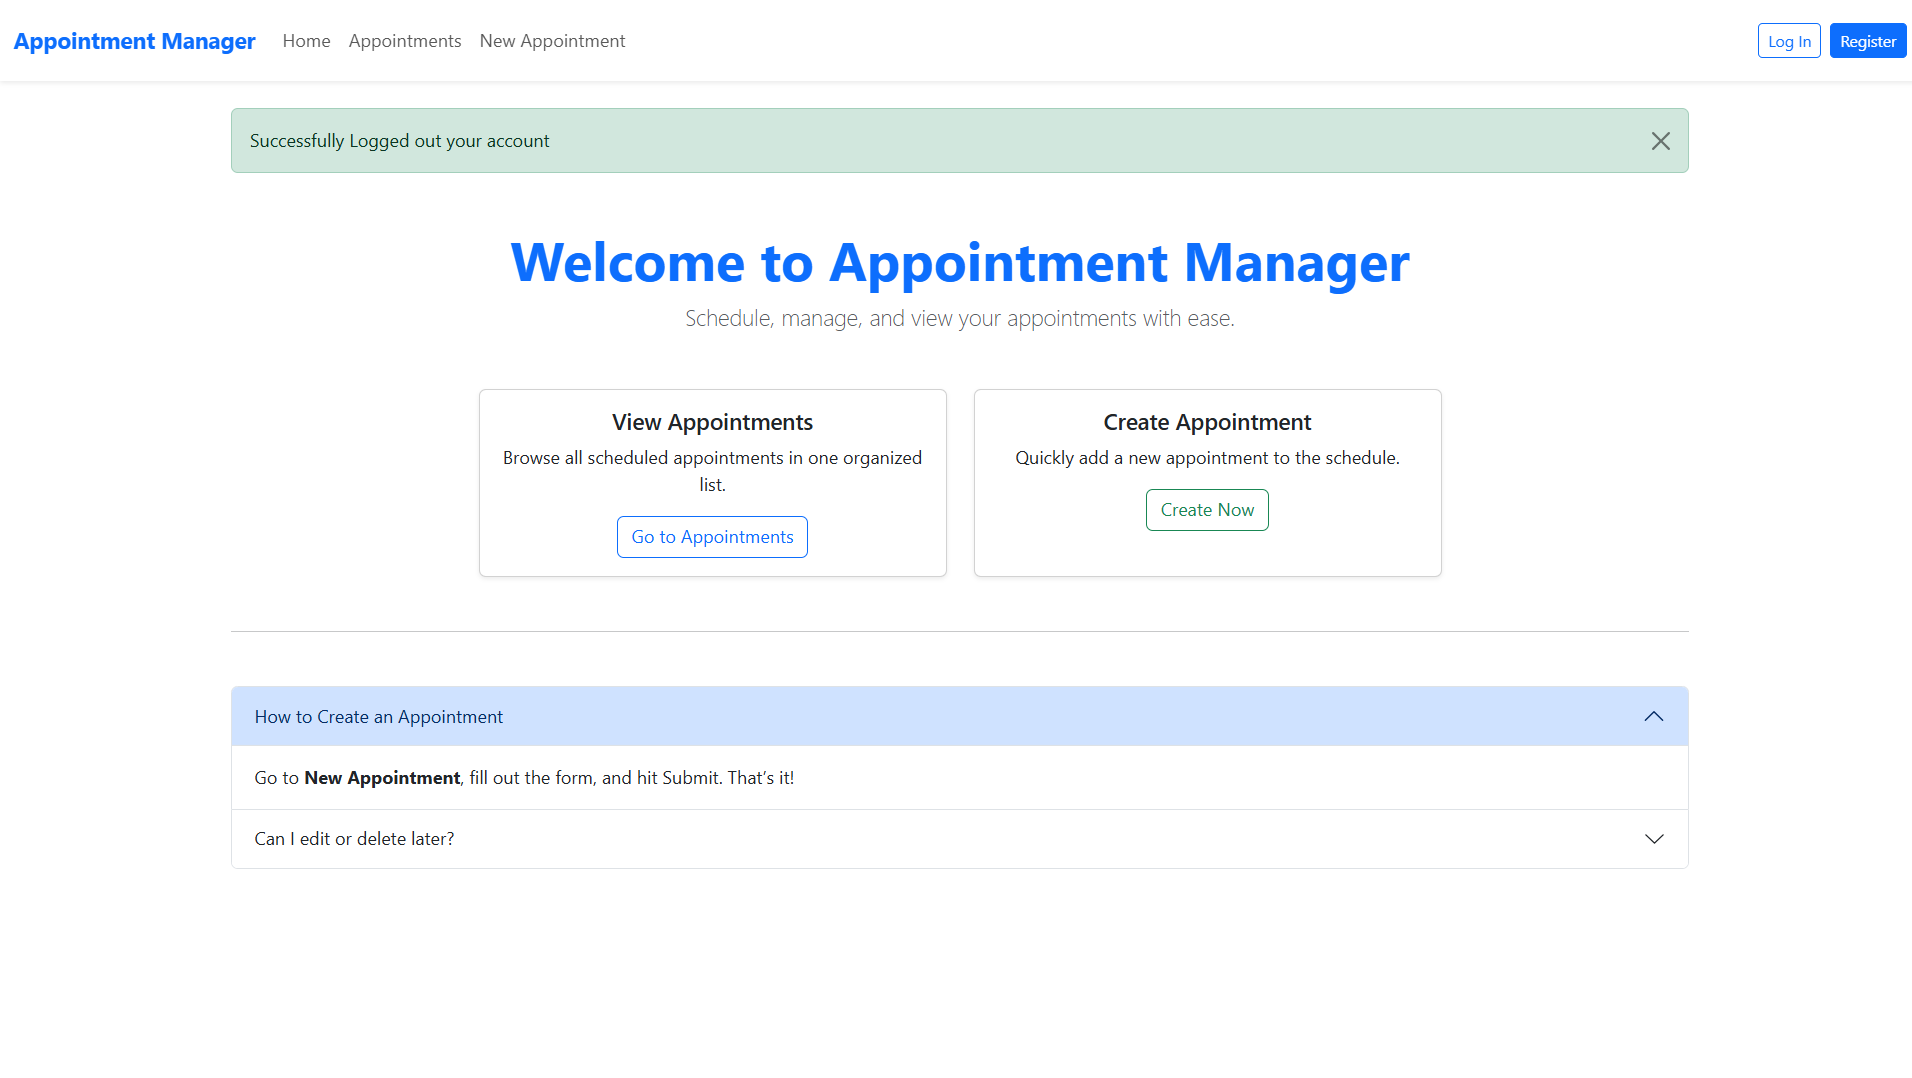 Appointment Manager Home Appointments New Appointment Log In Register
Successfully Logged out your account
Welcome to Appointment Manager
Schedule, manage, and view your appointments with ease.
View Appointments
Browse all scheduled appointments in one organized
list.
Go to Appointments
Create Appointment
Quickly add a new appointment to the schedule.
Create Now
How to Create an Appointment
Go to New Appointment, fill out the form, and hit Submit. That’s it!
Can I edit or delete later?